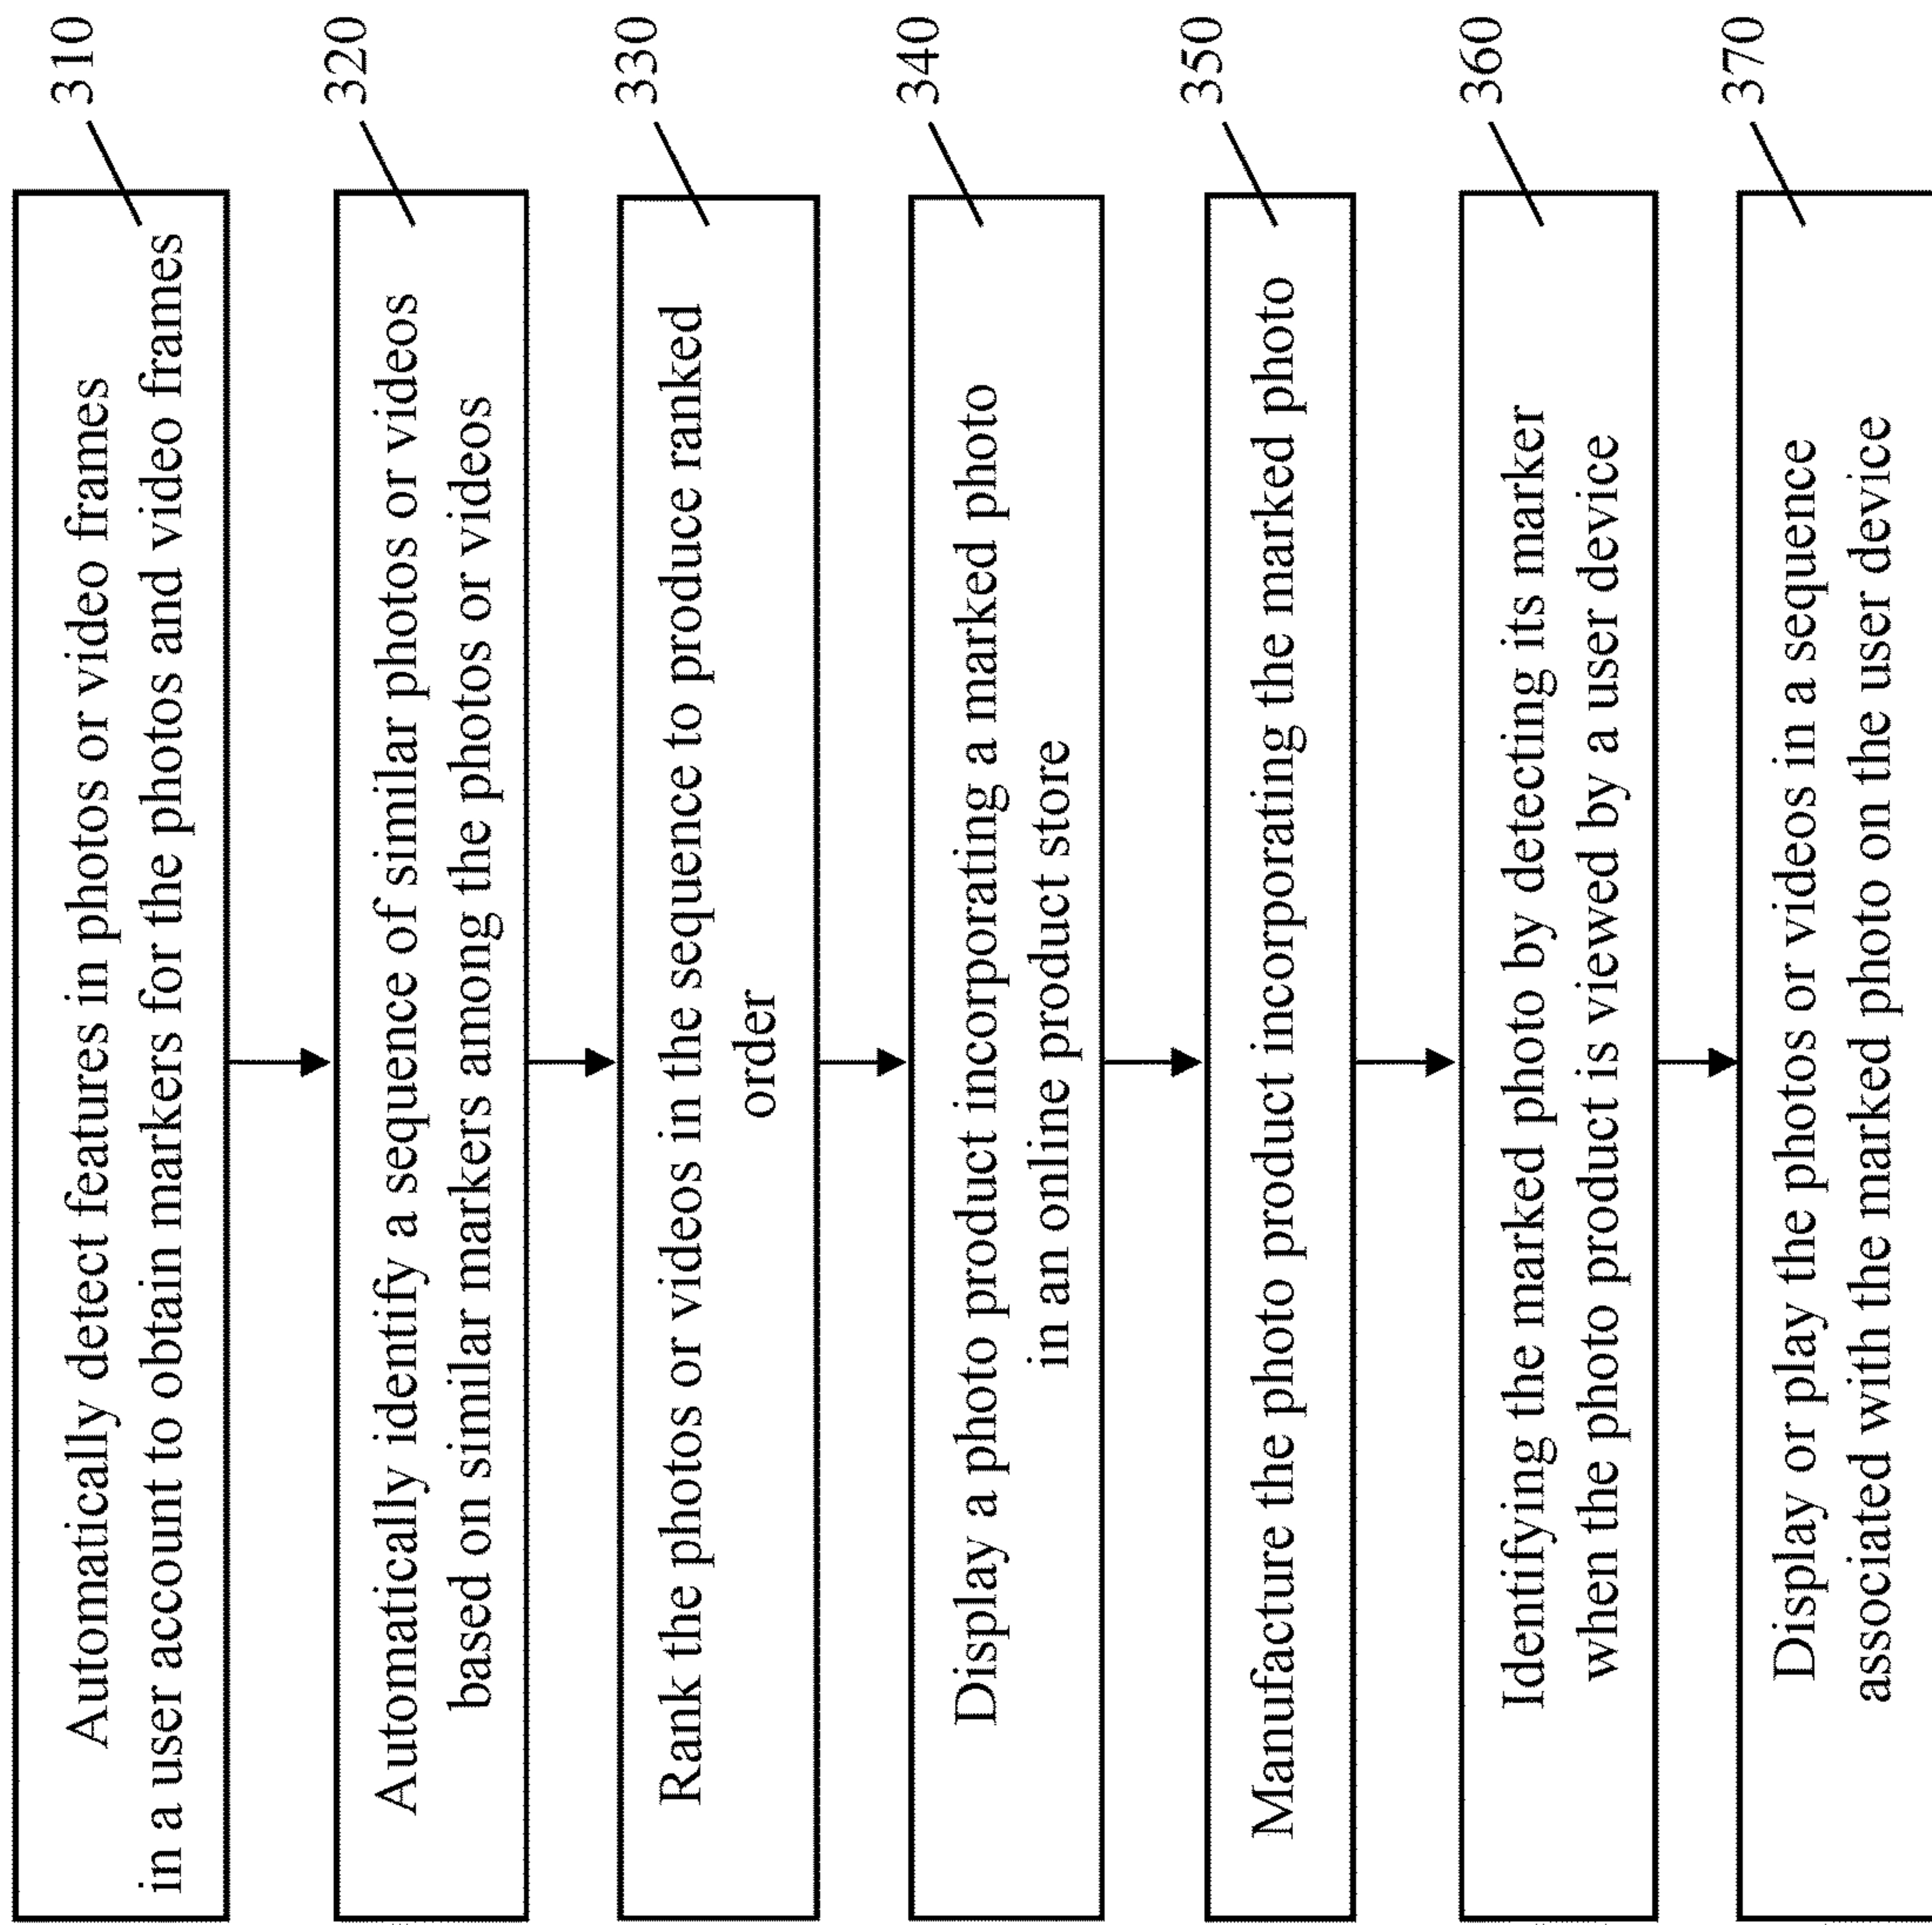 310
Automatically detect features in photos or video frames
in a user account to obtain markers for the photos and video frames
320
Automatically identify a sequence of similar photos or videos
based on similar markers among the photos or videos
330
Rank the photos or videos in the sequence to produce ranked
order
340
Display a photo product incorporating a marked photo
in an online product store
350
Manufacture the photo product incorporating the marked photo
360
Identifying the marked photo by detecting its marker
when the photo product is viewed by a user device
370
Display or play the photos or videos in a sequence
associated with the marked photo on the user device